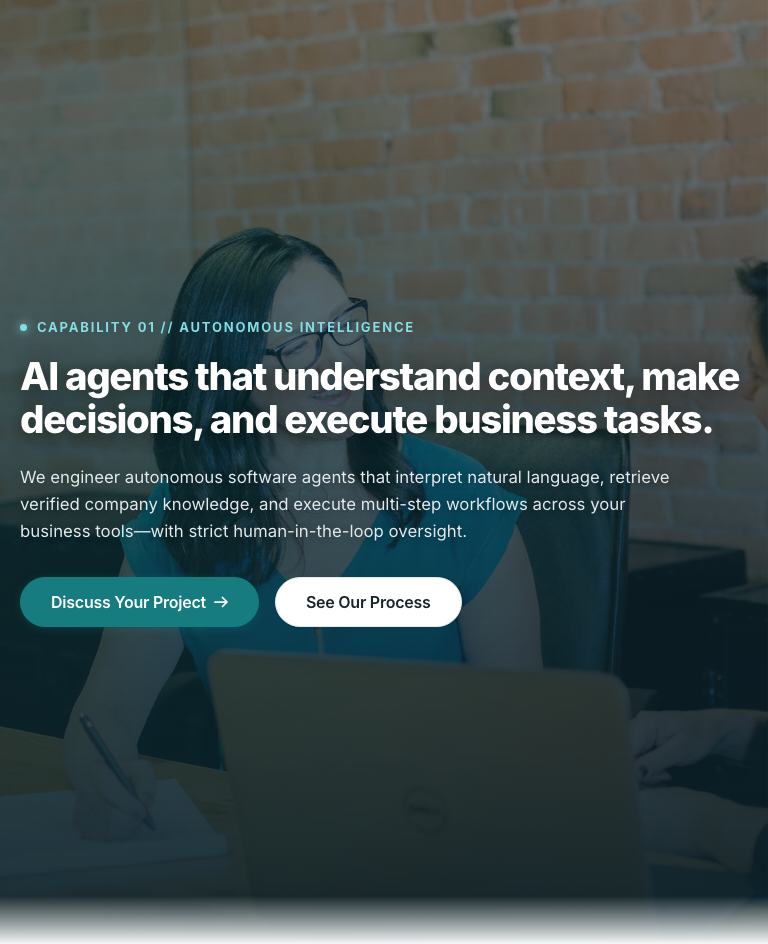 CAPABILITY 01 // AUTONOMOUS INTELLIGENCE
AI agents that understand context, make
decisions, and execute business tasks.
We engineer autonomous software agents that interpret natural language, retrieve
verified company knowledge, and execute multi-step workflows across your
business tools—with strict human-in-the-loop oversight.
Discuss Your Project →
See Our Process